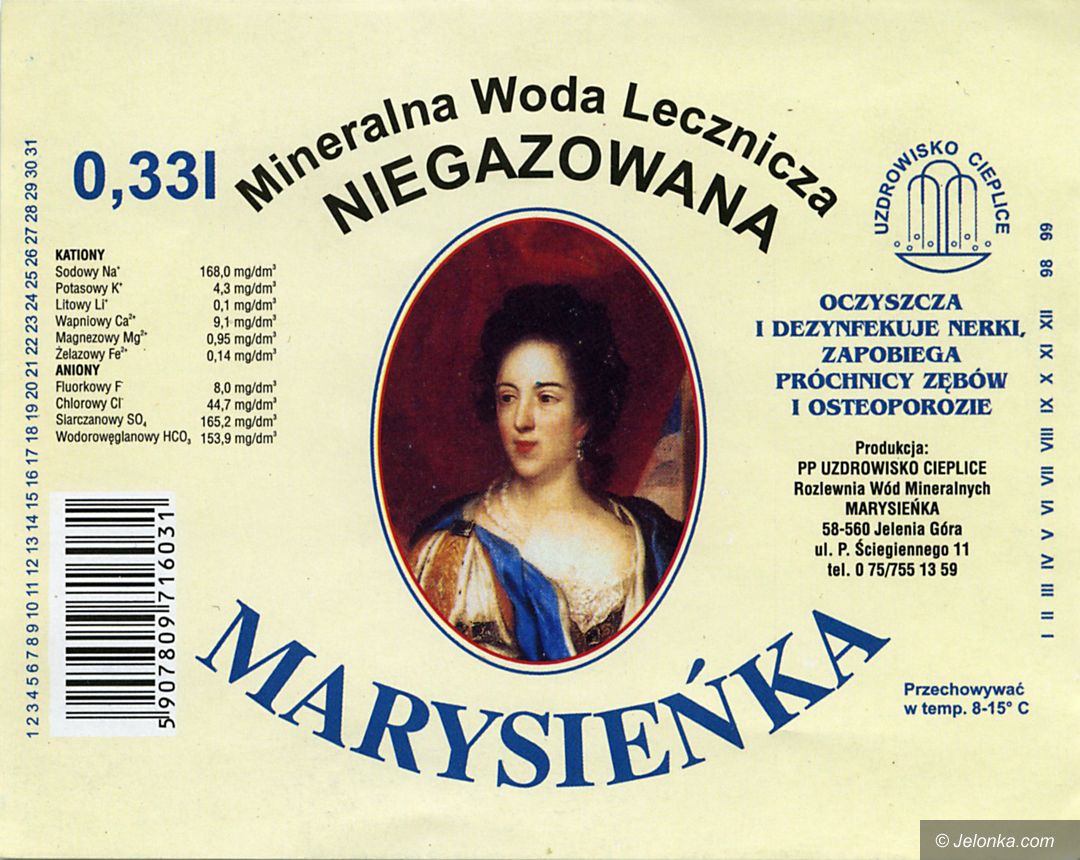 Mineralna Woda Lecznicza
NIEGAZOWANA
0,33l
UZDROWISKO CIEPLICE
KATIONY
Sodowy Na⁺ 168,0 mg/dm³
Potasowy K⁺ 4,3 mg/dm³
Litowy Li⁺ 0,1 mg/dm³
Wapniowy Ca²⁺ 9,1 mg/dm³
Magnezowy Mg²⁺ 0,95 mg/dm³
Żelazowy Fe²⁺ 0,14 mg/dm³
ANIONY
Fluorkowy F⁻ 8,0 mg/dm³
Chlorowy Cl⁻ 44,7 mg/dm³
Siarczanowy SO₄ 165,2 mg/dm³
Wodorowęglanowy HCO₃ 153,9 mg/dm³
OCZYSZCZA
I DEZYNFEKUJE NERKI,
ZAPOBIEGA
PRÓCHNICY ZĘBÓW
I OSTEOPOROZIE
Produkcja:
PP UZDROWISKO CIEPLICE
Rozlewnia Wód Mineralnych
MARYSIEŃKA
58-560 Jelenia Góra
ul. P. Ściegiennego 11
tel. 0 75/755 13 59
MARYSIEŃKA
Przechowywać
w temp. 8-15° C
5 907809 716031
1 2 3 4 5 6 7 8 9 10 11 12 13 14 15 16 17 18 19 20 21 22 23 24 25 26 27 28 29 30 31
I II III IV V VI VII VIII XI X XI XII 98 99
© Jelonka.com